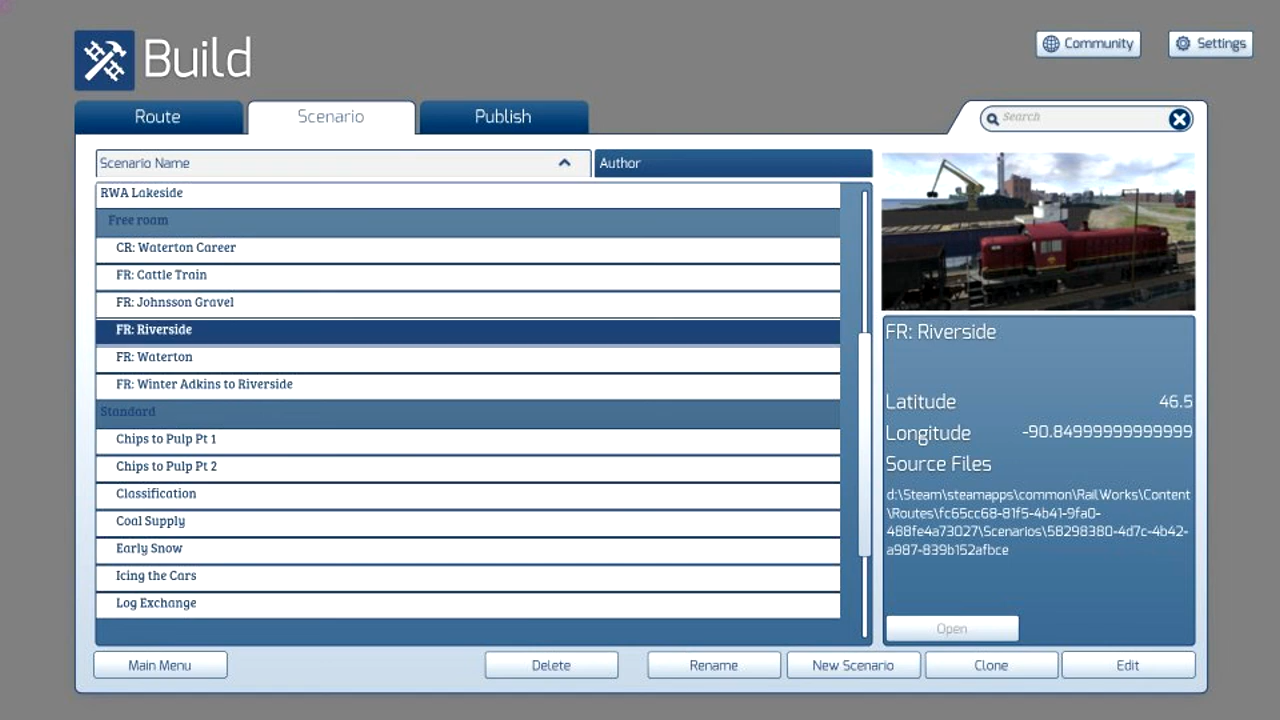 Build
Community
Settings
Route
Scenario
Publish
Search
Scenario Name
Author
RWA Lakeside
Free roam
CR: Waterton Career
FR: Cattle Train
FR: Johnsson Gravel
FR: Riverside
FR: Waterton
FR: Winter Adkins to Riverside
Standard
Chips to Pulp Pt 1
Chips to Pulp Pt 2
Classification
Coal Supply
Early Snow
Icing the Cars
Log Exchange
FR: Riverside
Latitude 46.5
Longitude -90.84999999999999
Source Files
d:\Steam\steamapps\common\RailWorks\Content
\Routes\fc65cc68-81f5-4b41-9fa0-
488fe4a73027\Scenarios\58298380-4d7c-4b42-
a987-839b152afbce
Open
Main Menu
Delete
Rename
New Scenario
Clone
Edit